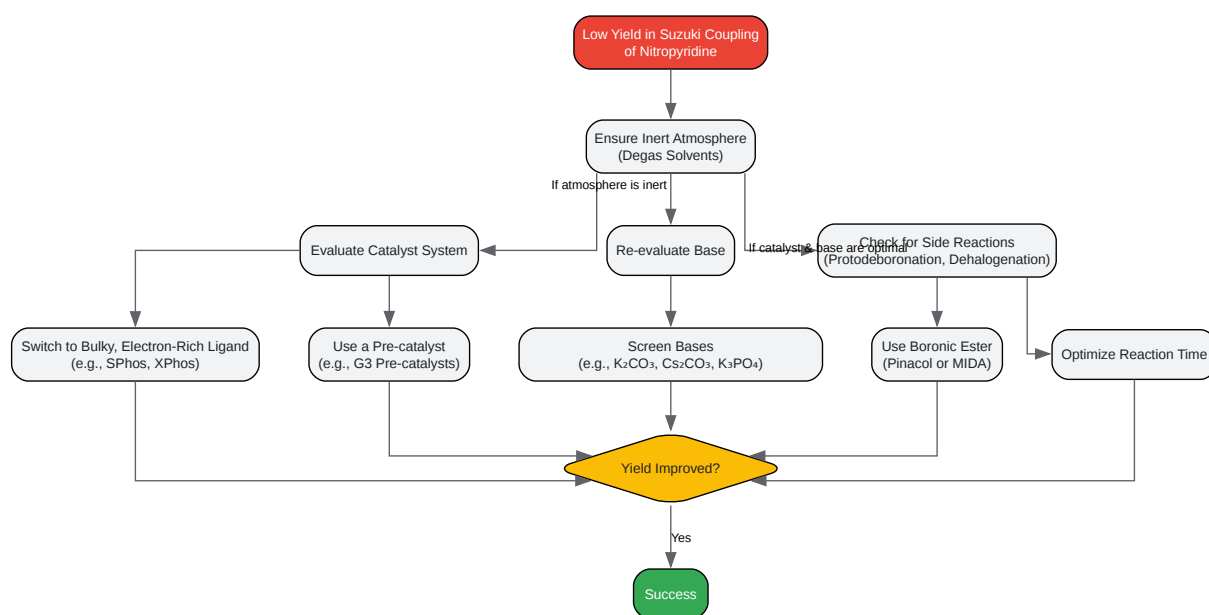 Low Yield in Suzuki Coupling
of Nitropyridine
Ensure Inert Atmosphere
(Degas Solvents)
If atmosphere is inert
Evaluate Catalyst System
Re-evaluate Base
If catalyst & base are optimal
Check for Side Reactions
(Protodeboronation, Dehalogenation)
Switch to Bulky, Electron-Rich Ligand
(e.g., SPhos, XPhos)
Use a Pre-catalyst
(e.g., G3 Pre-catalysts)
Screen Bases
(e.g., K₂CO₃, Cs₂CO₃, K₃PO₄)
Use Boronic Ester
(Pinacol or MIDA)
Optimize Reaction Time
Yield Improved?
Yes
Success